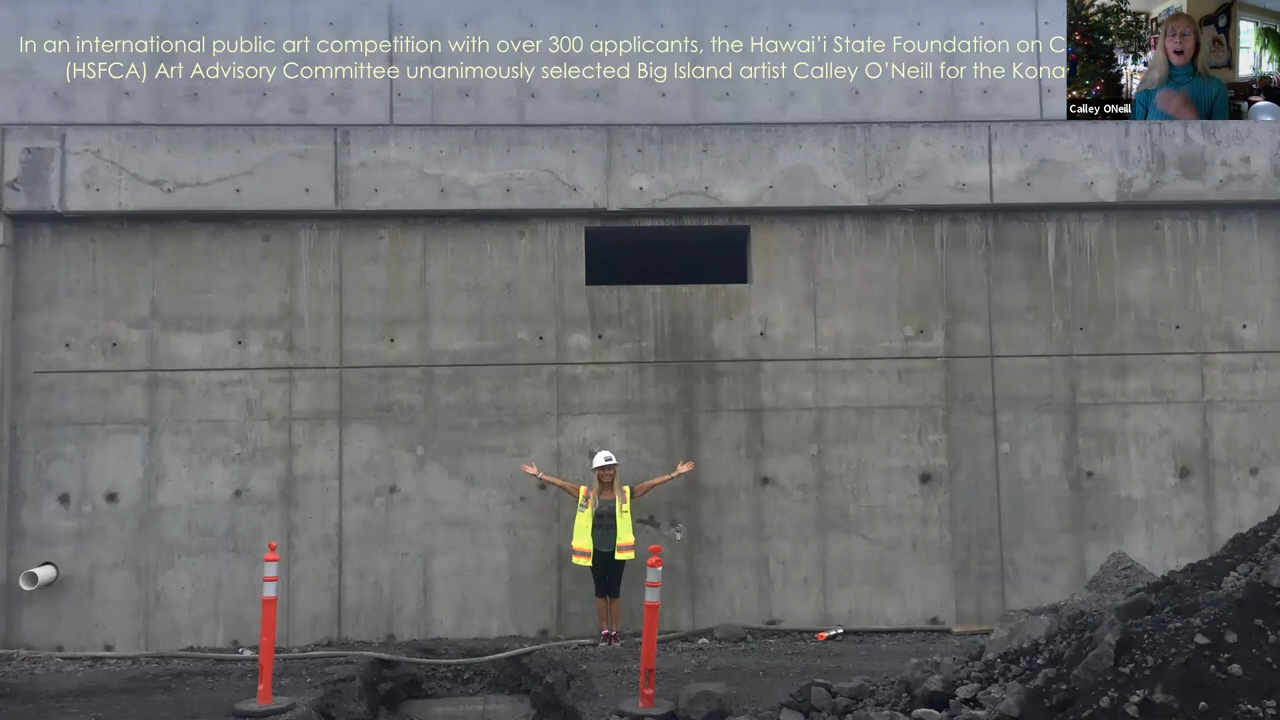 In an international public art competition with over 300 applicants, the Hawai'i State Foundation on C
(HSFCA) Art Advisory Committee unanimously selected Big Island artist Calley O'Neill for the Kona
Calley ONeill